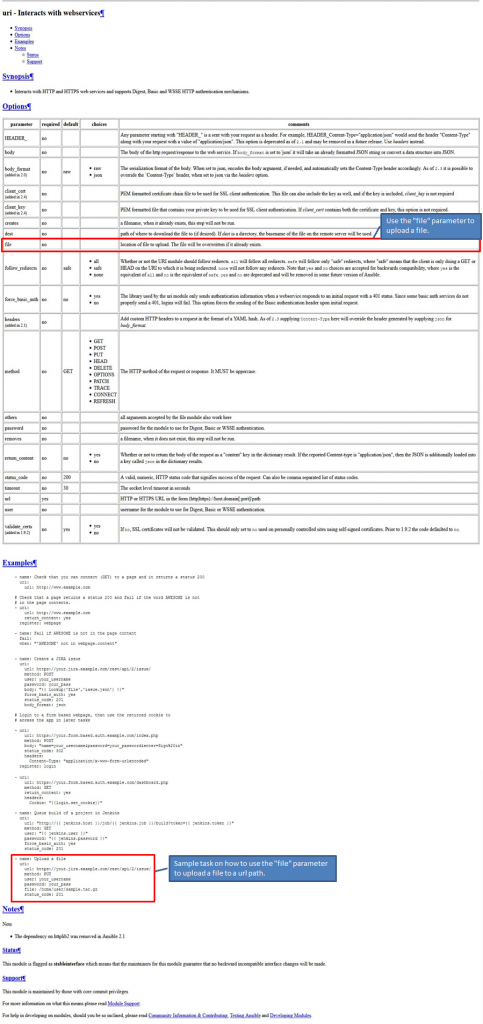 uri - Interacts with webservices¶
Synopsis
Options
Examples
Notes
Status
Support
Synopsis¶
Interacts with HTTP and HTTPS web services and supports Digest, Basic and WSSE HTTP authentication mechanisms.
Options¶
parameter required default choices comments
HEADER_ no Any parameter starting with "HEADER_" is a sent with your request as a header. For example, HEADER_Content-Type="application/json" would send the header "Content-Type"
along with your request with a value of "application/json". This option is deprecated as of 2.1 and may be removed in a future release. Use headers instead.
body no The body of the http request/response to the web service. If body_format is set to 'json' it will take an already formatted JSON string or convert a data structure into JSON.
body_format (added in 2.0) no raw raw json The serialization format of the body. When set to json, encodes the body argument, if needed, and automatically sets the Content-Type header accordingly. As of 2.3 it is possible to
override the `Content-Type` header, when set to json via the headers option.
client_cert (added in 2.4) no PEM formatted certificate chain file to be used for SSL client authentication. This file can also include the key as well, and if the key is included, client_key is not required
client_key (added in 2.4) no PEM formatted file that contains your private key to be used for SSL client authentication. If client_cert contains both the certificate and key, this option is not required.
creates no a filename, when it already exists, this step will not be run.
dest no path of where to download the file to (if desired). If dest is a directory, the basename of the file on the remote server will be used.
Use the "file" parameter to
upload a file.
file no location of file to upload. The file will be overwritten if it already exists.
follow_redirects no safe all safe none Whether or not the URI module should follow redirects. all will follow all redirects. safe will follow only "safe" redirects, where "safe" means that the client is only doing a GET or
HEAD on the URI to which it is being redirected. none will not follow any redirects. Note that yes and no choices are accepted for backwards compatibility, where yes is the
equivalent of all and no is the equivalent of safe. yes and no are deprecated and will be removed in some future version of Ansible.
force_basic_auth no no yes no The library used by the uri module only sends authentication information when a webservice responds to an initial request with a 401 status. Since some basic auth services do not
properly send a 401, logins will fail. This option forces the sending of the Basic authentication header upon initial request.
headers (added in 2.1) no Add custom HTTP headers to a request in the format of a YAML hash. As of 2.3 supplying Content-Type here will override the header generated by supplying json for
body_format.
method no GET GET
POST
PUT
HEAD
DELETE
OPTIONS
PATCH
TRACE
CONNECT
REFRESH
The HTTP method of the request or response. It MUST be uppercase.
others no all arguments accepted by the file module also work here
password no password for the module to use for Digest, Basic or WSSE authentication.
removes no a filename, when it does not exist, this step will not be run.
return_content no no yes no Whether or not to return the body of the request as a "content" key in the dictionary result. If the reported Content-type is "application/json", then the JSON is additionally loaded into
a key called json in the dictionary results.
status_code no 200 A valid, numeric, HTTP status code that signifies success of the request. Can also be comma separated list of status codes.
timeout no 30 The socket level timeout in seconds
url yes HTTP or HTTPS URL in the form (http|https)://host.domain[:port]/path
user no username for the module to use for Digest, Basic or WSSE authentication.
validate_certs (added in 1.9.2) no yes yes no If no, SSL certificates will not be validated. This should only set to no used on personally controlled sites using self-signed certificates. Prior to 1.9.2 the code defaulted to no.
Examples¶
- name: Check that you can connect (GET) to a page and it returns a status 200
uri:
url: http://www.example.com
# Check that a page returns a status 200 and fail if the word AWESOME is not
# in the page contents.
- uri:
url: http://www.example.com
return_content: yes
register: webpage
- name: Fail if AWESOME is not in the page content
fail:
when: "'AWESOME' not in webpage.content"
- name: Create a JIRA issue
uri:
url: https://your.jira.example.com/rest/api/2/issue/
method: POST
user: your_username
password: your_pass
body: "{{ lookup('file','issue.json') }}"
force_basic_auth: yes
status_code: 201
body_format: json
# Login to a form based webpage, then use the returned cookie to
# access the app in later tasks
- uri:
url: https://your.form.based.auth.example.com/index.php
method: POST
body: "name=your_username&password=your_password&enter=Sign%20in"
status_code: 302
headers:
Content-Type: "application/x-www-form-urlencoded"
register: login
- uri:
url: https://your.form.based.auth.example.com/dashboard.php
method: GET
return_content: yes
headers:
Cookie: "{{login.set_cookie}}"
- name: Queue build of a project in Jenkins
uri:
url: "http://{{ jenkins.host }}/job/{{ jenkins.job }}/build?token={{ jenkins.token }}"
method: GET
user: "{{ jenkins.user }}"
password: "{{ jenkins.password }}"
force_basic_auth: yes
status_code: 201
- name: Upload a file
uri:
url: https://your.jira.example.com/rest/api/2/issue/
method: PUT
user: your_username
password: your_pass
file: /home/user/sample.tar.gz
status_code: 201
Sample task on how to use the "file" parameter
to upload a file to a url path.
Notes¶
Note
The dependency on httplib2 was removed in Ansible 2.1
Status¶
This module is flagged as stableinterface which means that the maintainers for this module guarantee that no backward incompatible interface changes will be made.
Support¶
This module is maintained by those with core commit privileges
For more information on what this means please read Module Support
For help in developing on modules, should you be so inclined, please read Community Information & Contributing, Testing Ansible and Developing Modules.